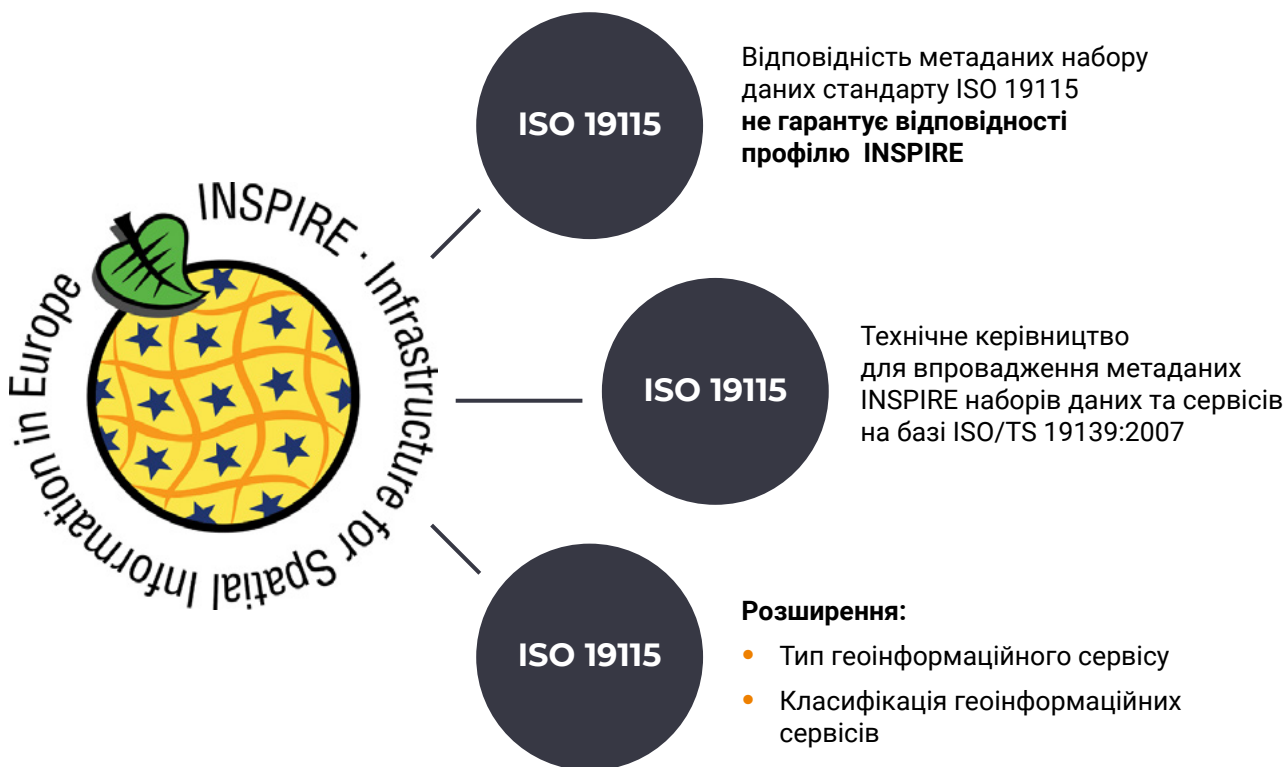 INSPIRE · Infrastructure for Spatial Information in Europe
ISO 19115
Відповідність метаданих набору
даних стандарту ISO 19115
не гарантує відповідності
профілю INSPIRE
ISO 19115
Технічне керівництво
для впровадження метаданих
INSPIRE наборів даних та сервісів
на базі ISO/TS 19139:2007
ISO 19115
Розширення:
• Тип геоінформаційного сервісу
• Класифікація геоінформаційних
сервісів